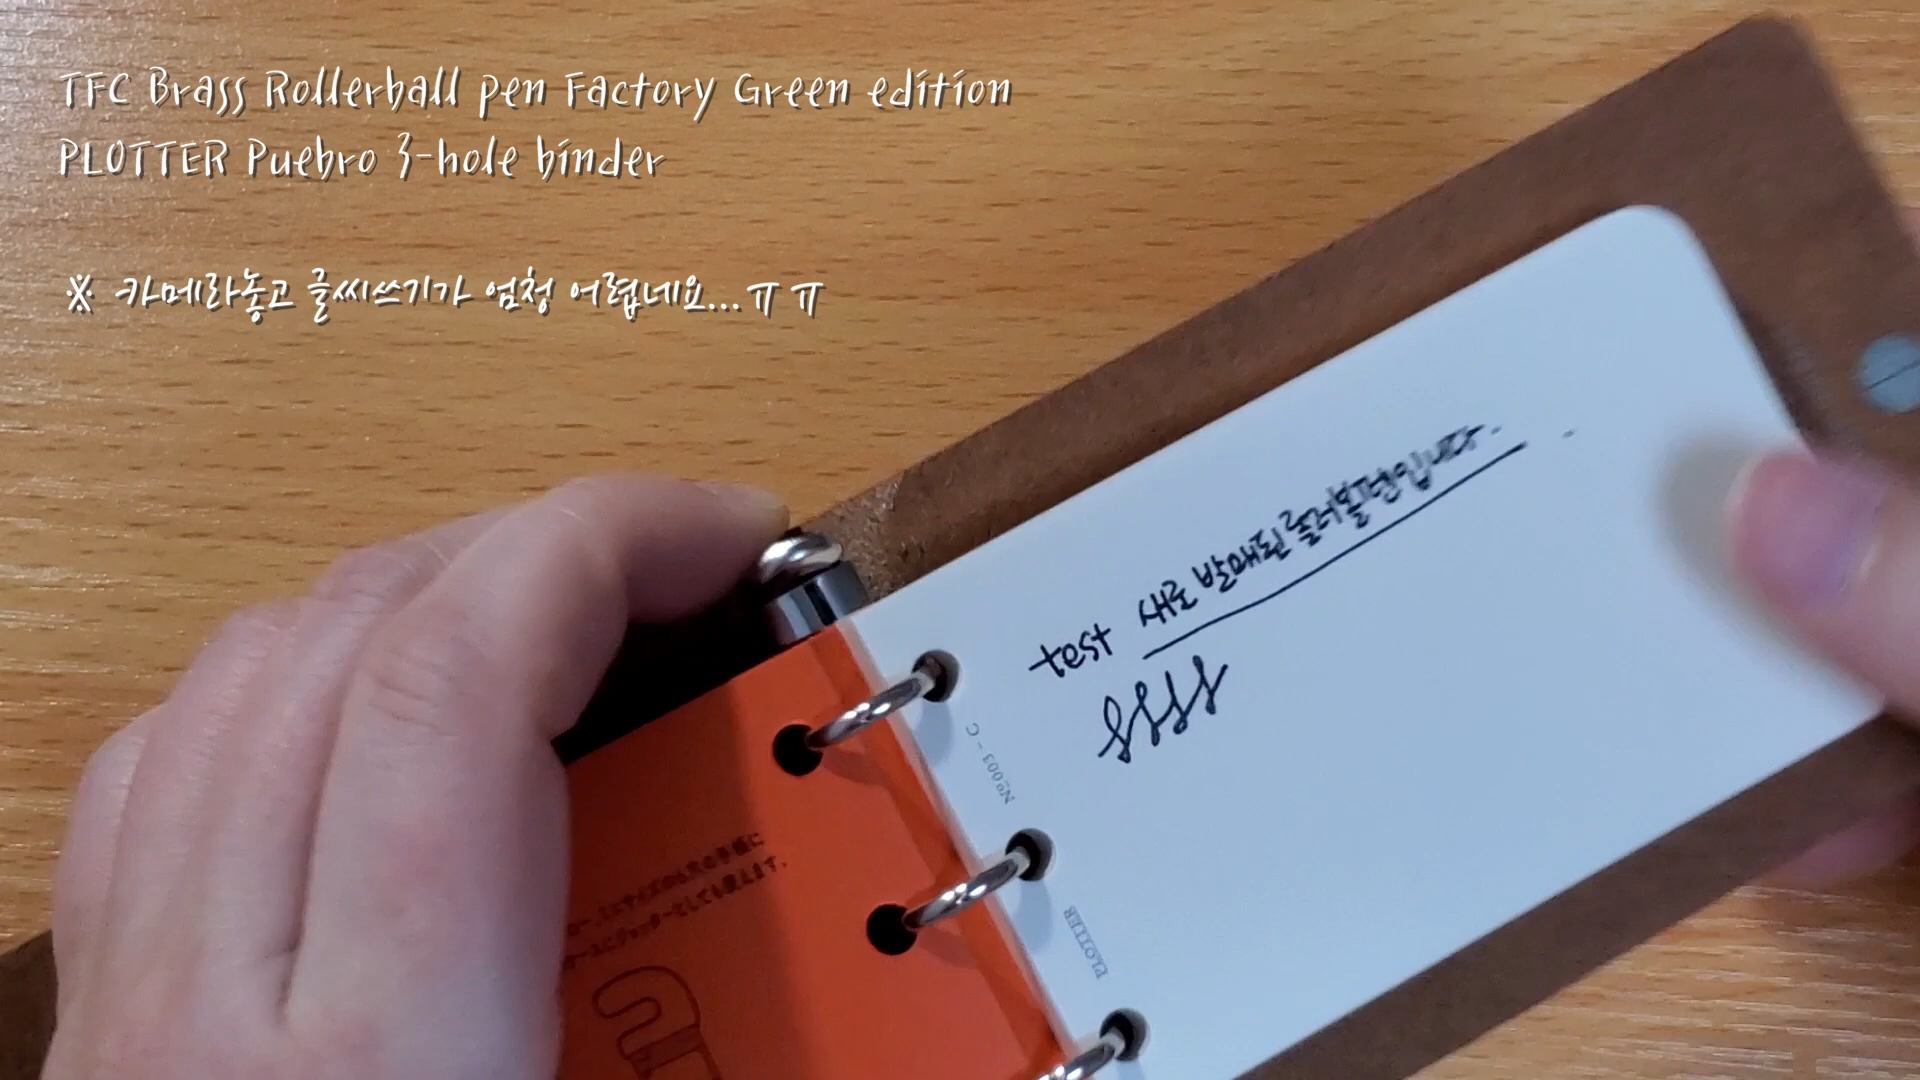 TFC Brass Rollerball pen Factory Green edition
PLOTTER Puebro 3-hole binder
※ 카메라놓고 글씨쓰기가 엄청 어렵네요...ㅠㅠ
test 새로 발매된 롤러볼펜입니다.
Nº003-C
PLOTTER